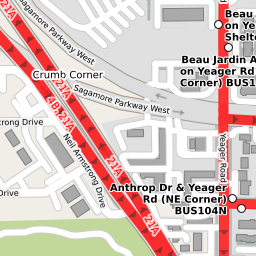 Beau
on Ye
Shelte
Sagamore Parkway West
Beau Jardin A
on Yeager Rd
Corner) BUS1
Crumb Corner
21A
Sagamore Parkway West
4B•21A
Neil Armstrong Drive
strong Drive
Drive
21A
21A
Yeager Road
Anthrop Dr & Yeager
Rd (NE Corner)
BUS104N